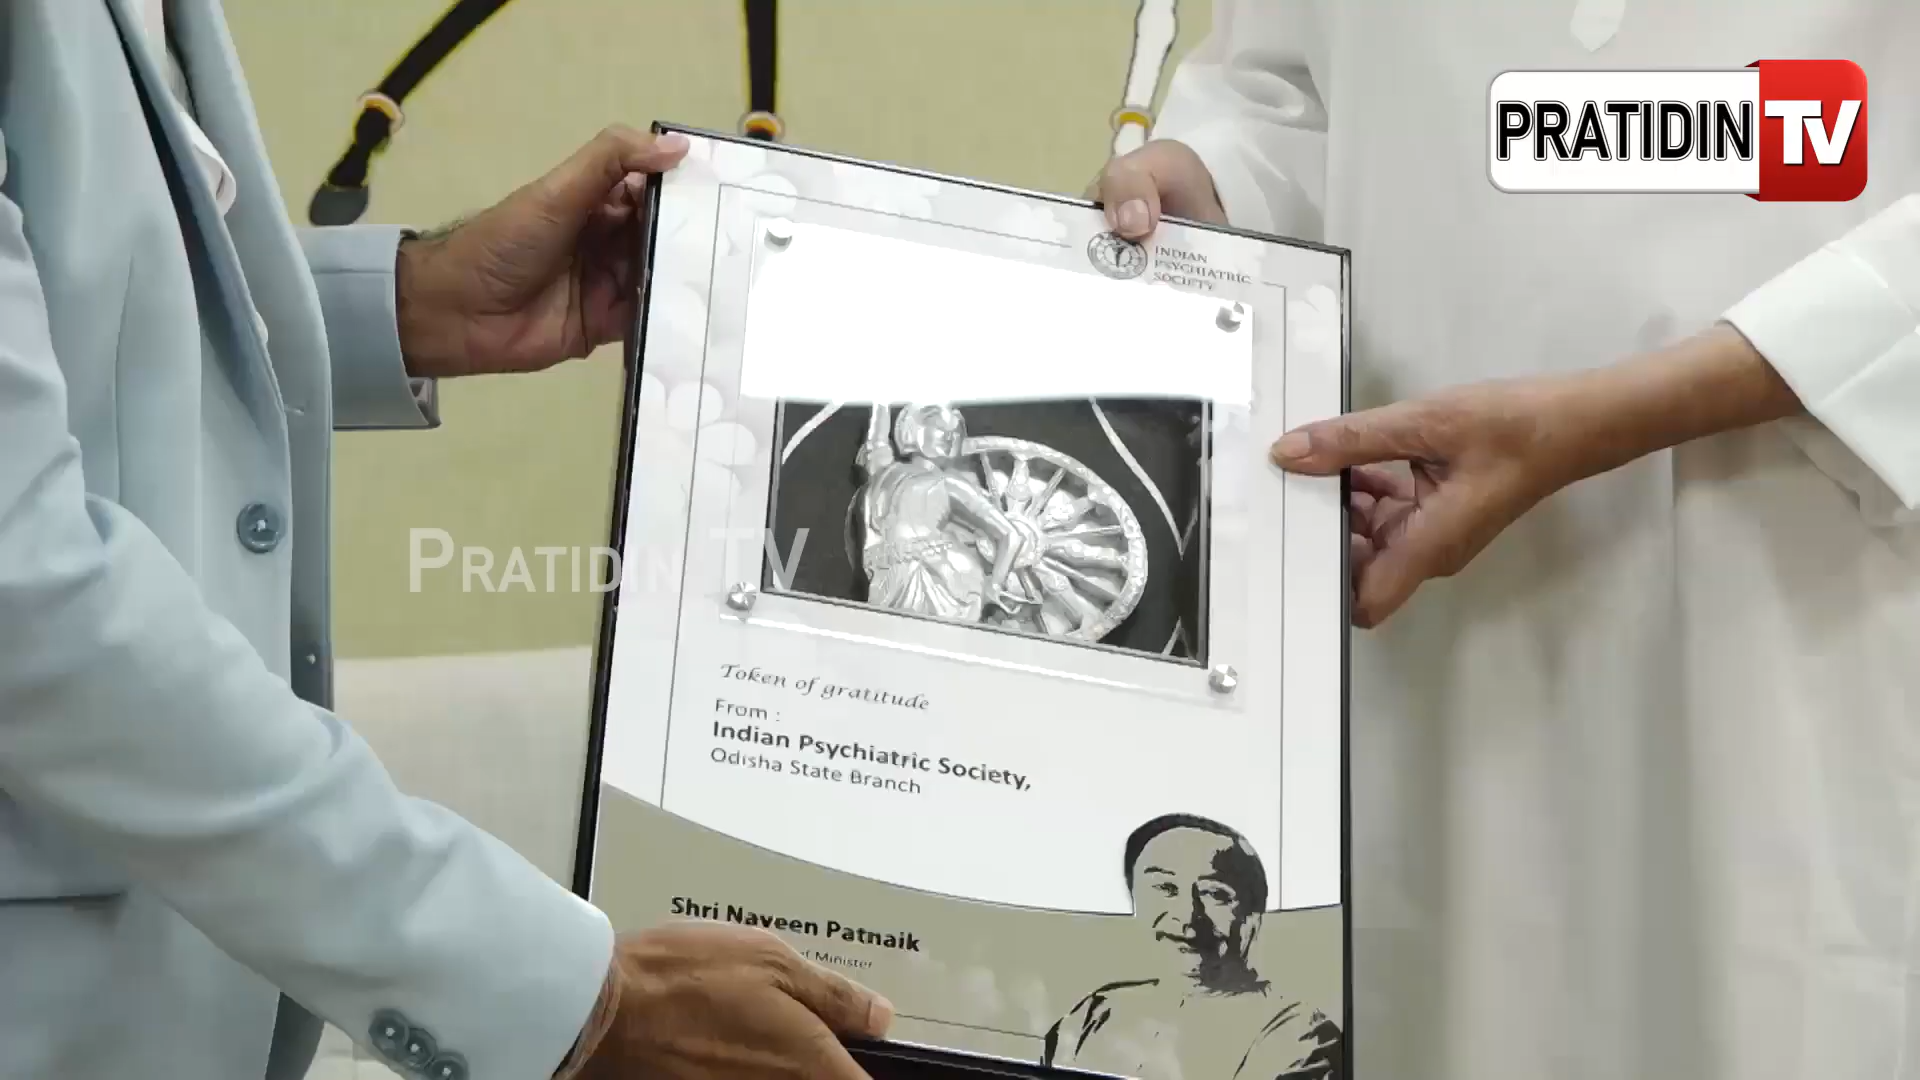 PRATIDIN TV
INDIAN
PSYCHIATRIC
SOCIETY
PRATIDIN TV
Token of gratitude
From :
Indian Psychiatric Society,
Odisha State Branch
Shri Naveen Patnaik
Minister